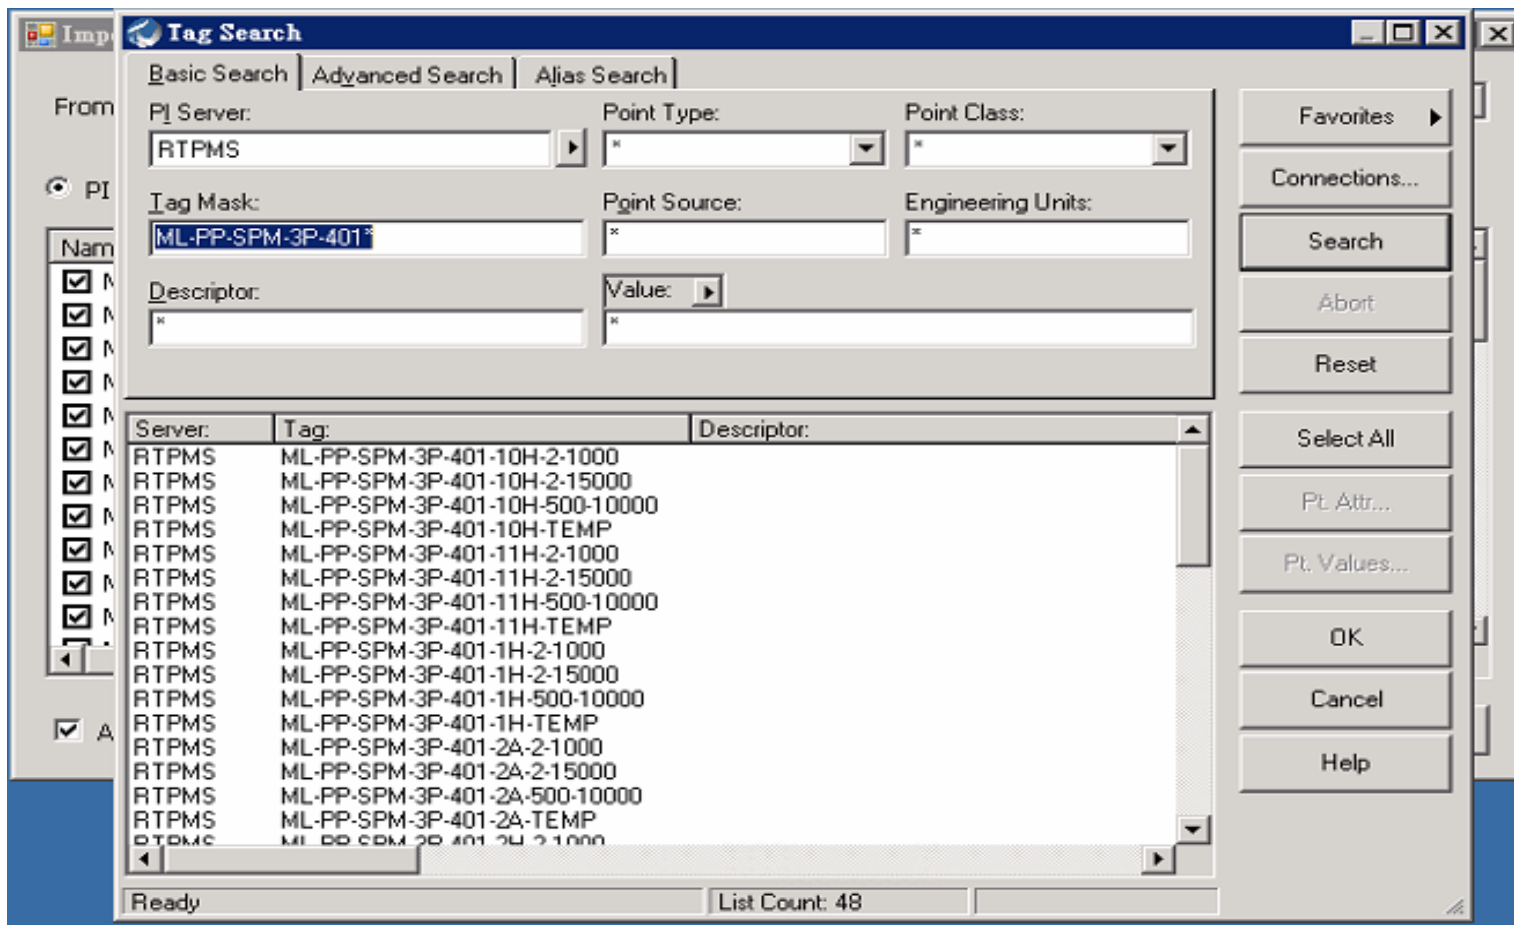 Tag Search
Basic Search Advanced Search Alias Search
From
PI Server: Point Type: Point Class:
RTPMS * *
PI
Tag Mask: Point Source: Engineering Units:
ML-PP-SPM-3P-401* * *
Descriptor: Value:
* *
Favorites
Connections...
Search
Abort
Reset
Select All
Pt. Attr...
Pt. Values...
OK
Cancel
Help
Server: Tag: Descriptor:
RTPMS ML-PP-SPM-3P-401-10H-2-1000
RTPMS ML-PP-SPM-3P-401-10H-2-15000
RTPMS ML-PP-SPM-3P-401-10H-500-10000
RTPMS ML-PP-SPM-3P-401-10H-TEMP
RTPMS ML-PP-SPM-3P-401-11H-2-1000
RTPMS ML-PP-SPM-3P-401-11H-2-15000
RTPMS ML-PP-SPM-3P-401-11H-500-10000
RTPMS ML-PP-SPM-3P-401-11H-TEMP
RTPMS ML-PP-SPM-3P-401-1H-2-1000
RTPMS ML-PP-SPM-3P-401-1H-2-15000
RTPMS ML-PP-SPM-3P-401-1H-500-10000
RTPMS ML-PP-SPM-3P-401-1H-TEMP
RTPMS ML-PP-SPM-3P-401-2A-2-1000
RTPMS ML-PP-SPM-3P-401-2A-2-15000
RTPMS ML-PP-SPM-3P-401-2A-500-10000
RTPMS ML-PP-SPM-3P-401-2A-TEMP
RTPMS ML-PP-SPM-3P-401-2H-2-1000
Ready List Count: 48